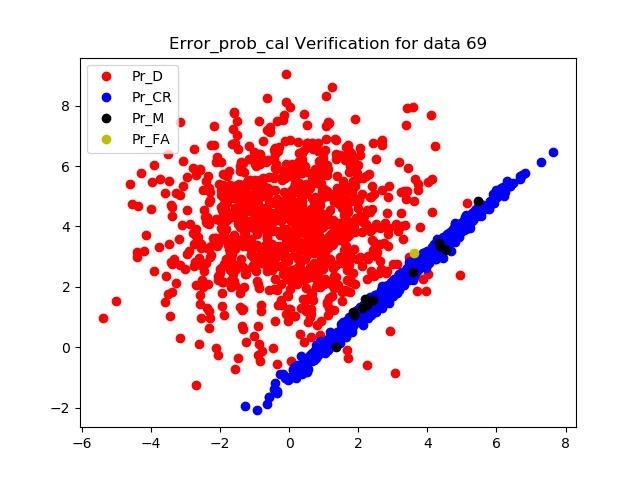 Error_prob_cal Verification for data 69
Pr_D
Pr_CR
Pr_M
Pr_FA
8
6
4
2
0
−2
−6 −4 −2 0 2 4 6 8